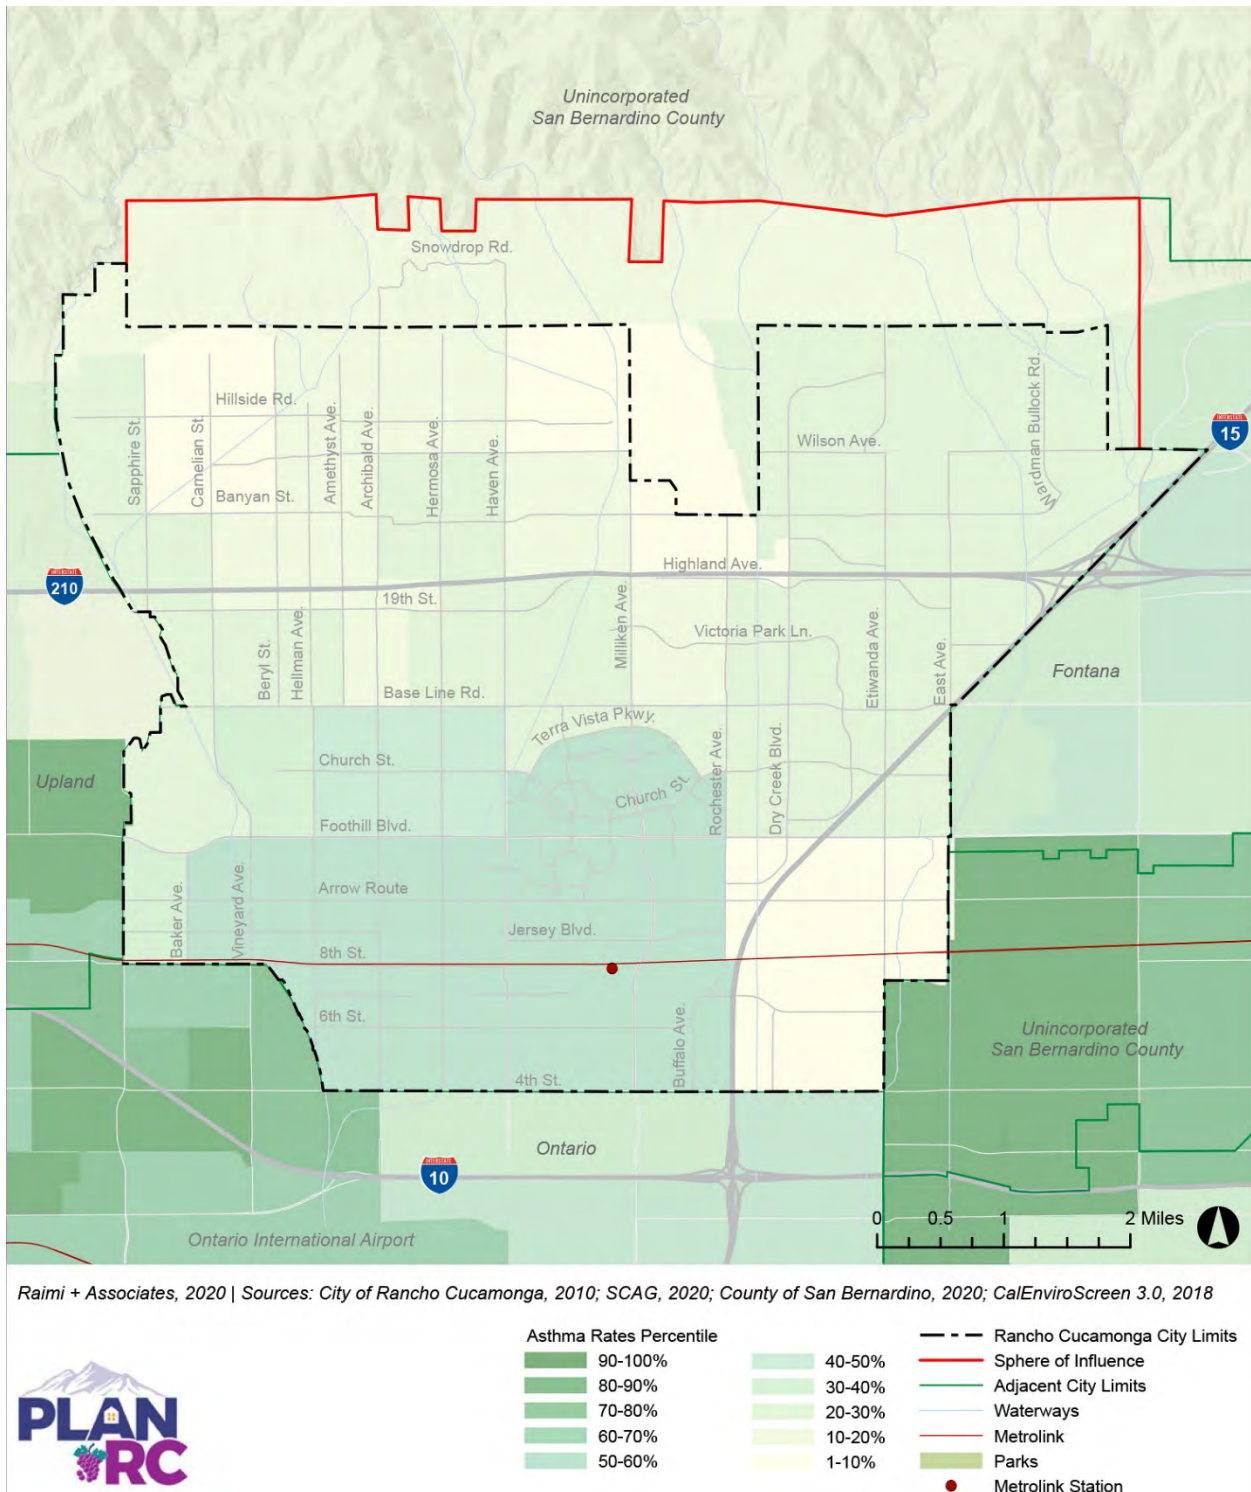 Unincorporated
San Bernardino County
Snowdrop Rd.
Hillside Rd.
Sapphire St.
Carnelian St.
Amethyst Ave.
Archibald Ave.
Hermosa Ave.
Haven Ave.
Wilson Ave.
Wardman Bullock Rd.
INTERSTATE
15
Banyan St.
INTERSTATE
210
Highland Ave.
19th St.
Milliken Ave.
Victoria Park Ln.
Etiwanda Ave.
East Ave.
Fontana
Beryl St.
Hellman Ave.
Base Line Rd.
Terra Vista Pkwy.
Upland
Church St.
Church St.
Rochester Ave.
Dry Creek Blvd.
Foothill Blvd.
Baker Ave.
Vineyard Ave.
Arrow Route
Jersey Blvd.
8th St.
6th St.
Buffalo Ave.
Unincorporated
San Bernardino County
4th St.
Ontario
10
Ontario International Airport
0 0.5 1 2 Miles
Raimi + Associates, 2020 | Sources: City of Rancho Cucamonga, 2010; SCAG, 2020; County of San Bernardino, 2020; CalEnviroScreen 3.0, 2018
PLAN
RC
Asthma Rates Percentile
90-100%
80-90%
70-80%
60-70%
50-60%
40-50%
30-40%
20-30%
10-20%
1-10%
Rancho Cucamonga City Limits
Sphere of Influence
Adjacent City Limits
Waterways
Metrolink
Parks
Metrolink Station